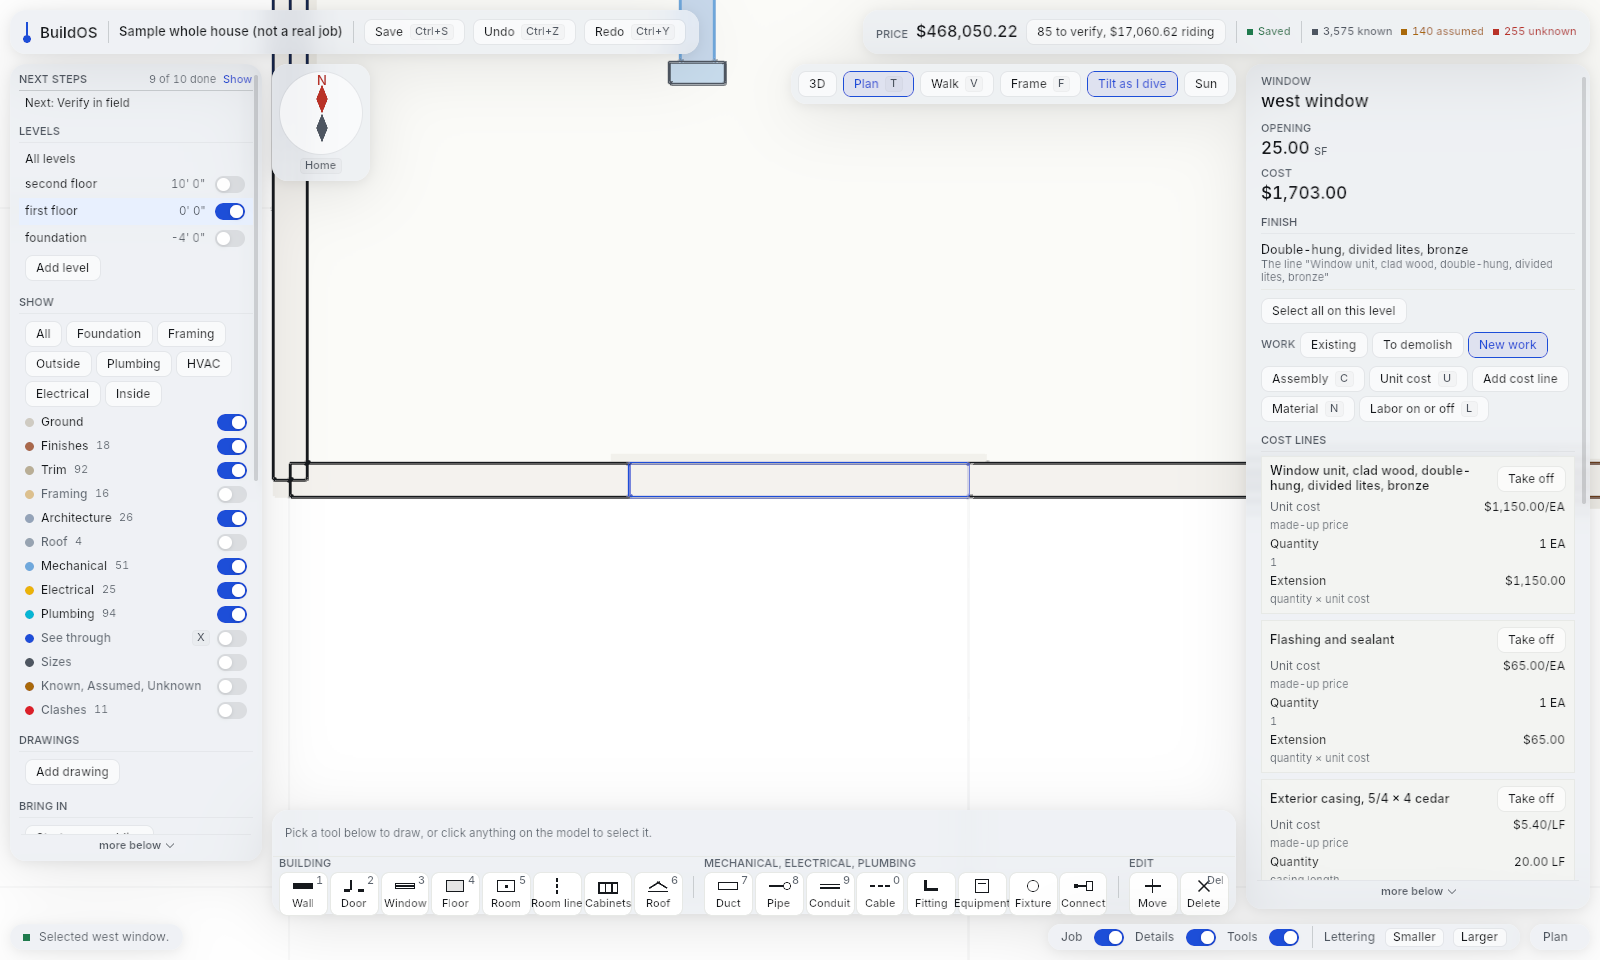 BuildOS
Sample whole house (not a real job)
Save Ctrl+S
Undo Ctrl+Z
Redo Ctrl+Y
PRICE $468,050.22
85 to verify, $17,060.62 riding
Saved
3,575 known
140 assumed
255 unknown
NEXT STEPS 9 of 10 done Show
Next: Verify in field
LEVELS
All levels
second floor 10' 0"
first floor 0' 0"
foundation -4' 0"
Add level
SHOW
All Foundation Framing
Outside Plumbing HVAC
Electrical Inside
Ground
Finishes 18
Trim 92
Framing 16
Architecture 26
Roof 4
Mechanical 51
Electrical 25
Plumbing 94
See through X
Sizes
Known, Assumed, Unknown
Clashes 11
DRAWINGS
Add drawing
BRING IN
more below
N
Home
3D
Plan T
Walk V
Frame F
Tilt as I dive
Sun
WINDOW
west window
OPENING
25.00 SF
COST
$1,703.00
FINISH
Double-hung, divided lites, bronze
The line "Window unit, clad wood, double-hung, divided
lites, bronze"
Select all on this level
WORK Existing To demolish New work
Assembly C Unit cost U Add cost line
Material N Labor on or off L
COST LINES
Window unit, clad wood, double-
hung, divided lites, bronze
Take off
Unit cost $1,150.00/EA
made-up price
Quantity 1 EA
1
Extension $1,150.00
quantity × unit cost
Flashing and sealant Take off
Unit cost $65.00/EA
made-up price
Quantity 1 EA
1
Extension $65.00
quantity × unit cost
Exterior casing, 5/4 × 4 cedar Take off
Unit cost $5.40/LF
made-up price
Quantity 20.00 LF
casing length
more below
Pick a tool below to draw, or click anything on the model to select it.
BUILDING
Wall 1
Door 2
Window 3
Floor 4
Room 5
Room line
Cabinets
Roof 6
MECHANICAL, ELECTRICAL, PLUMBING
Duct 7
Pipe 8
Conduit 9
Cable 0
Fitting
Equipment
Fixture
Connect
EDIT
Move
Delete Del
Selected west window.
Job Details Tools
Lettering Smaller Larger
Plan